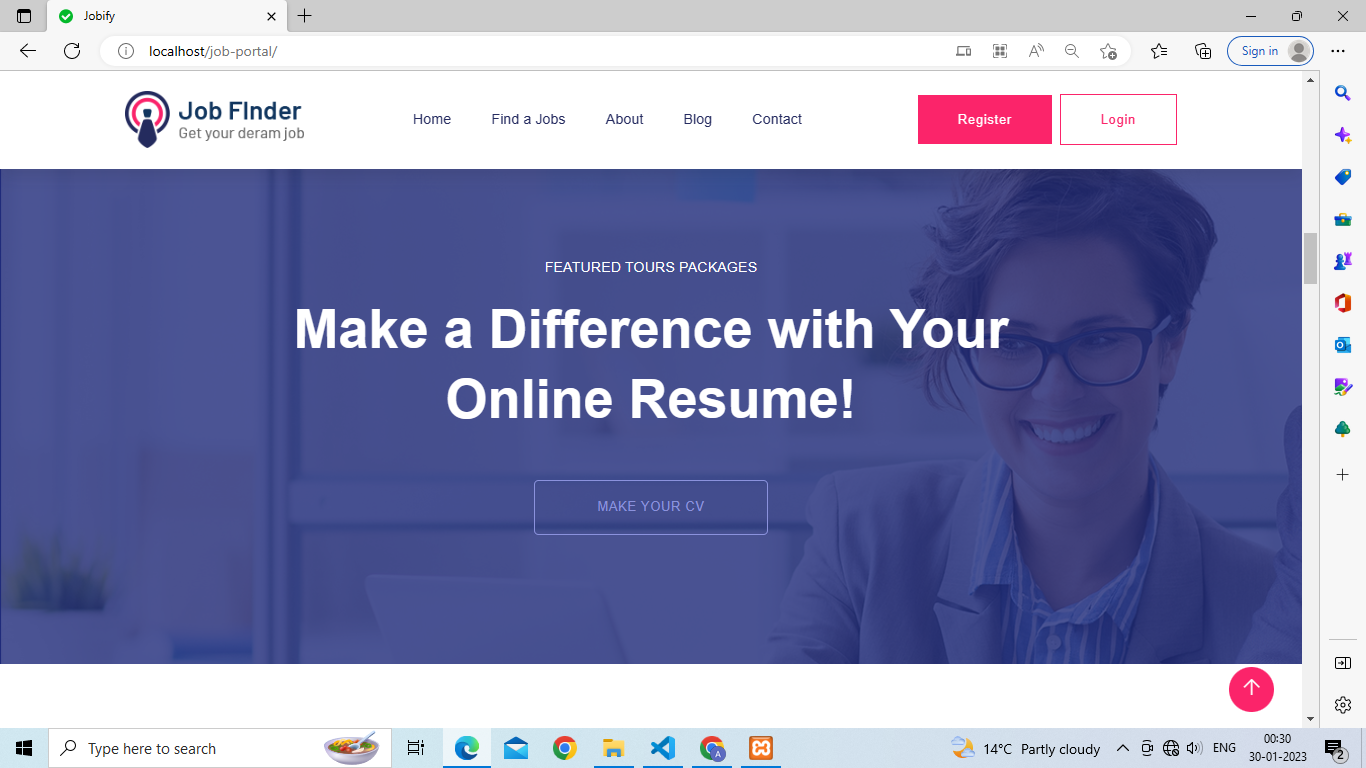 Jobify
localhost/job-portal/
Sign in
Job FInder
Get your deram job
Home
Find a Jobs
About
Blog
Contact
Register
Login
FEATURED TOURS PACKAGES
Make a Difference with Your
Online Resume!
MAKE YOUR CV
Type here to search
A
14°C Partly cloudy
ENG
00:30
30-01-2023
2